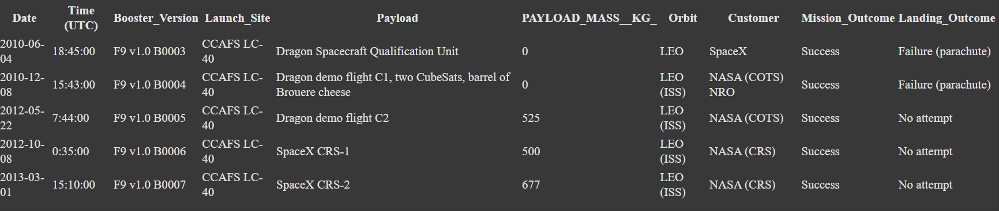 Date Time (UTC) Booster_Version Launch_Site Payload PAYLOAD_MASS__KG_ Orbit Customer Mission_Outcome Landing_Outcome
2010-06-04 18:45:00 F9 v1.0 B0003 CCAFS LC-40 Dragon Spacecraft Qualification Unit 0 LEO SpaceX Success Failure (parachute)
2010-12-08 15:43:00 F9 v1.0 B0004 CCAFS LC-40 Dragon demo flight C1, two CubeSats, barrel of Brouere cheese 0 LEO (ISS) NASA (COTS) NRO Success Failure (parachute)
2012-05-22 7:44:00 F9 v1.0 B0005 CCAFS LC-40 Dragon demo flight C2 525 LEO (ISS) NASA (COTS) Success No attempt
2012-10-08 0:35:00 F9 v1.0 B0006 CCAFS LC-40 SpaceX CRS-1 500 LEO (ISS) NASA (CRS) Success No attempt
2013-03-01 15:10:00 F9 v1.0 B0007 CCAFS LC-40 SpaceX CRS-2 677 LEO (ISS) NASA (CRS) Success No attempt